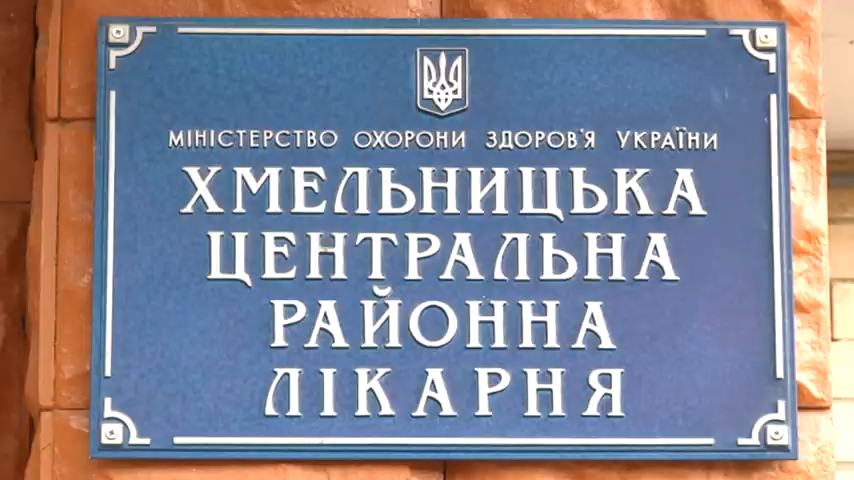 МІНІСТЕРСТВО ОХОРОНИ ЗДОРОВ'Я УКРАЇНИ
ХМЕЛЬНИЦЬКА
ЦЕНТРАЛЬНА
РАЙОННА
ЛІКАРНЯ